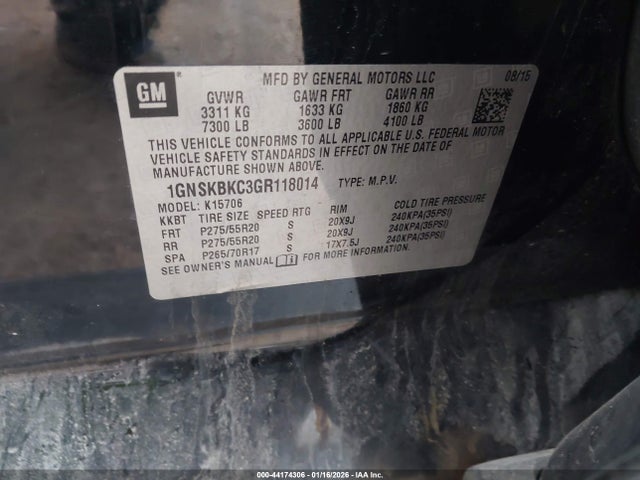 GM
MFD BY GENERAL MOTORS LLC 08/15
GVWR GAWR FRT GAWR RR
3311 KG 1633 KG 1860 KG
7300 LB 3600 LB 4100 LB
THIS VEHICLE CONFORMS TO ALL APPLICABLE U.S. FEDERAL MOTOR
VEHICLE SAFETY STANDARDS IN EFFECT ON THE DATE OF
MANUFACTURE SHOWN ABOVE.
1GNSKBKC3GR118014 TYPE: M.P.V.
MODEL: K15706
KKBT TIRE SIZE SPEED RTG RIM COLD TIRE PRESSURE
FRT P275/55R20 S 20X9J 240KPA(35PSI)
RR P275/55R20 S 20X9J 240KPA(35PSI)
SPA P265/70R17 S 17X7.5J 240KPA(35PSI)
SEE OWNER'S MANUAL FOR MORE INFORMATION.
000-44174306 - 01/16/2026 - IAA Inc.